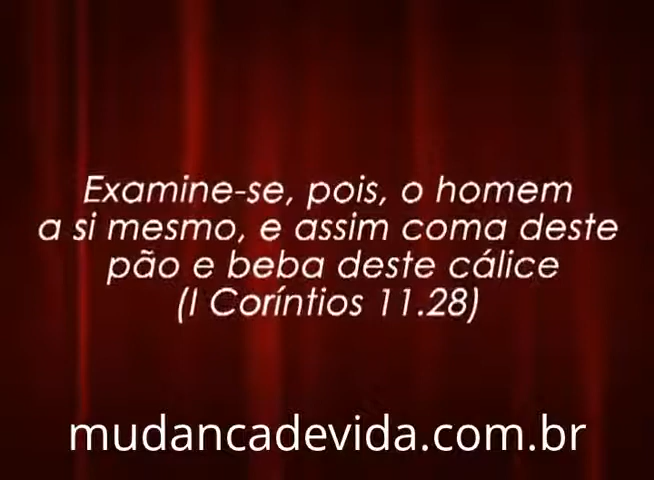 Examine-se, pois, o homem
a si mesmo, e assim coma deste
pão e beba deste cálice
(I Coríntios 11.28)
mudancadevida.com.br